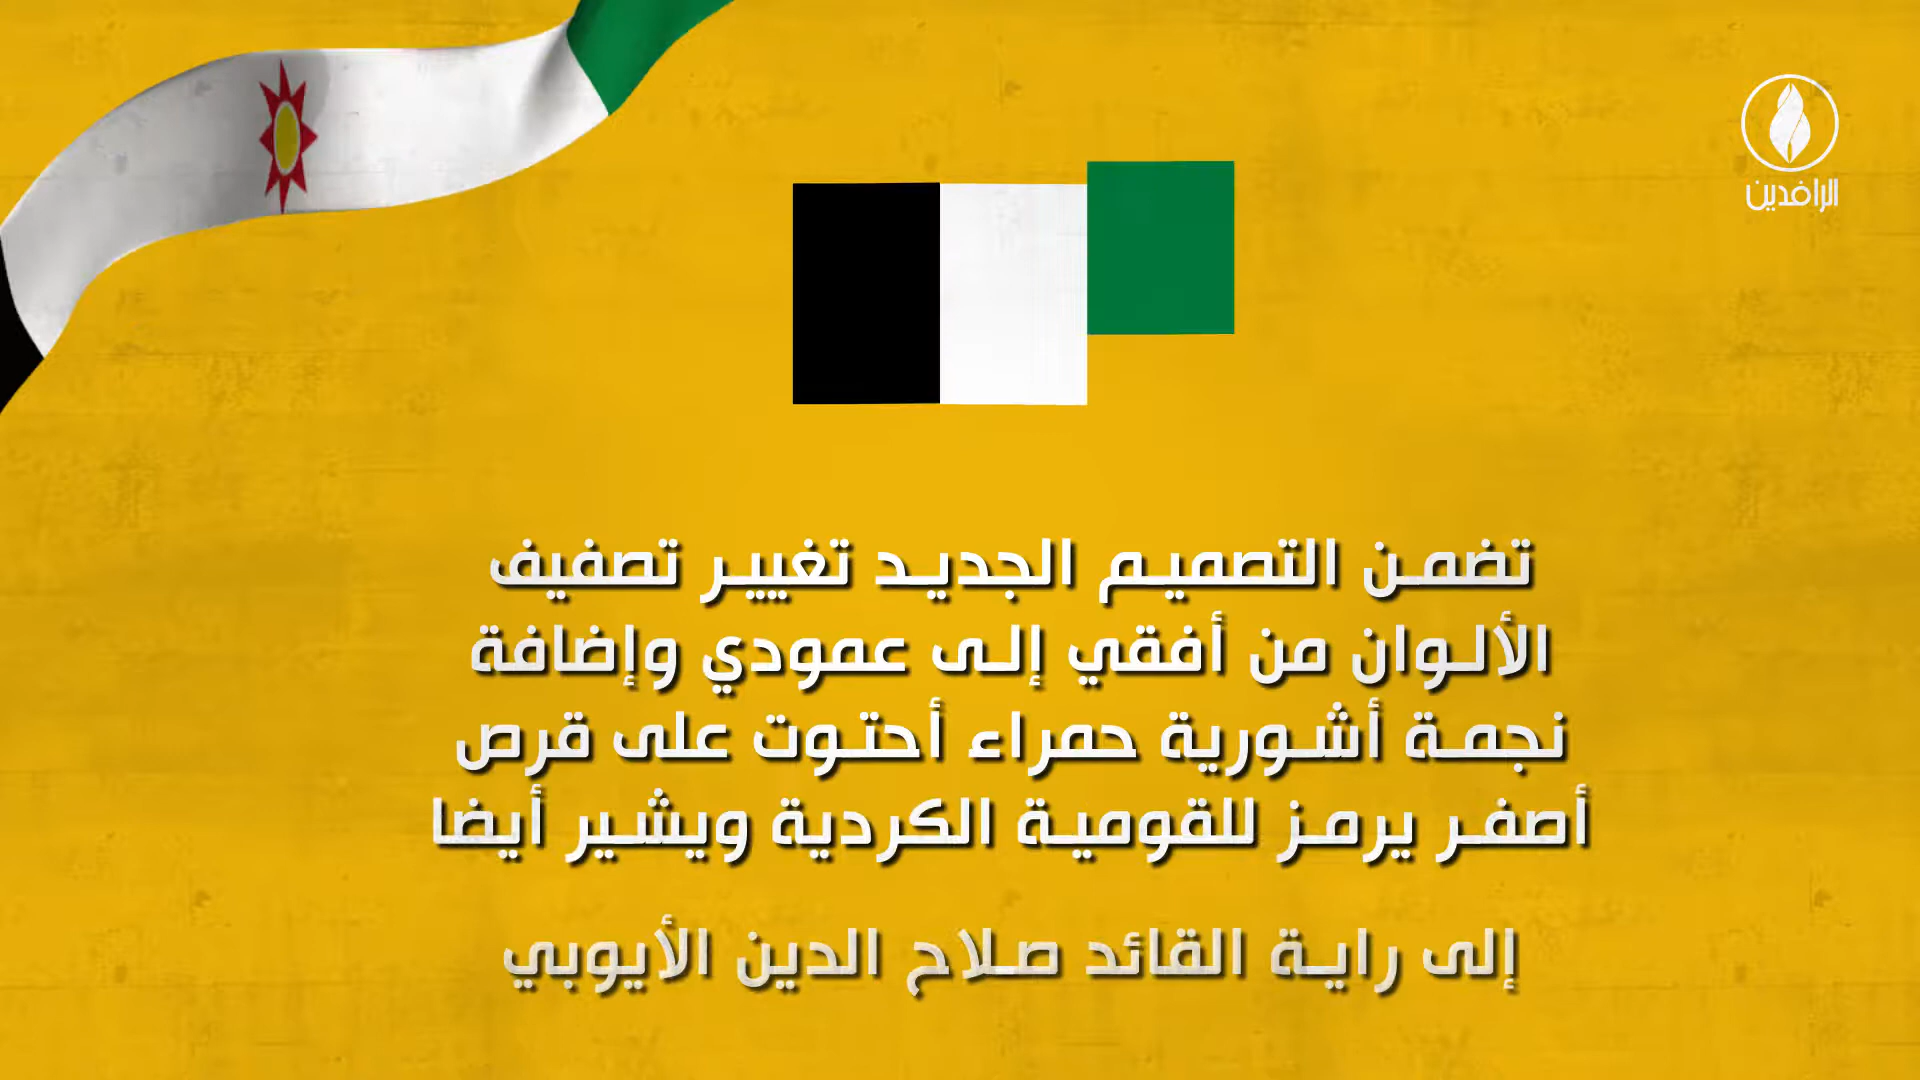 الرافدين
تضمن التصميم الجديد تغيير تصفيف
الألوان من أفقي إلى عمودي وإضافة
نجمة أشورية حمراء أحتوت على قرص
أصفر يرمز للقومية الكردية ويشير أيضا
إلى راية القائد صلاح الدين الأيوبي